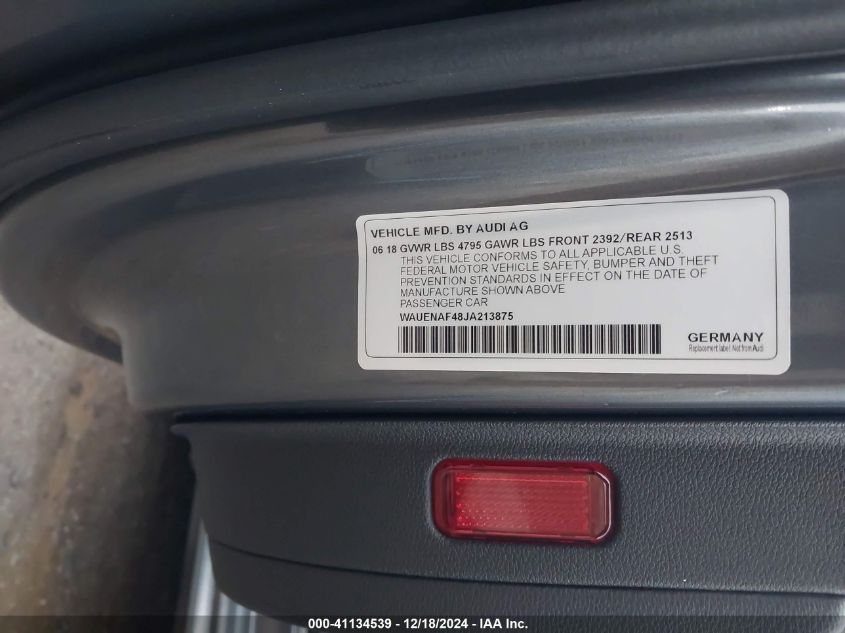 VEHICLE MFD. BY AUDI AG
06 18 GVWR LBS 4795 GAWR LBS FRONT 2392/REAR 2513
THIS VEHICLE CONFORMS TO ALL APPLICABLE U.S.
FEDERAL MOTOR VEHICLE SAFETY, BUMPER AND THEFT
PREVENTION STANDARDS IN EFFECT ON THE DATE OF
MANUFACTURE SHOWN ABOVE
PASSENGER CAR
WAUENAF48JA213875
GERMANY
Replacement label. Not from Audi
000-41134539 - 12/18/2024 - IAA Inc.